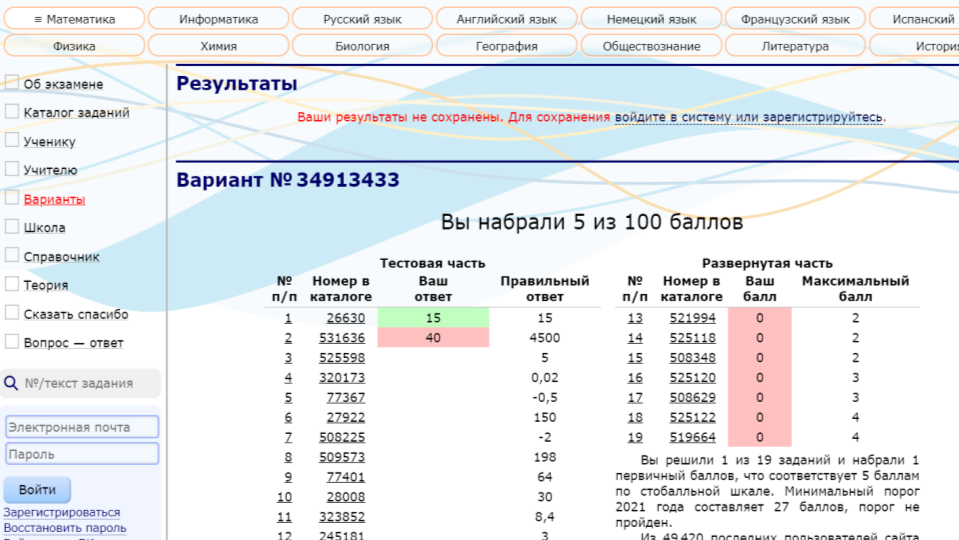 ≡ Математика Информатика Русский язык Английский язык Немецкий язык Французский язык Испанский
Физика Химия Биология География Обществознание Литература История
Об экзамене
Каталог заданий
Ученику
Учителю
Варианты
Школа
Справочник
Теория
Сказать спасибо
Вопрос — ответ
№/текст задания
Электронная почта
Пароль
Войти
Зарегистрироваться
Восстановить пароль
Результаты
Ваши результаты не сохранены. Для сохранения войдите в систему или зарегистрируйтесь.
Вариант № 34913433
Вы набрали 5 из 100 баллов
Тестовая часть
№ п/п Номер в каталоге Ваш ответ Правильный ответ
1 26630 15 15
2 531636 40 4500
3 525598 5
4 320173 0,02
5 77367 -0,5
6 27922 150
7 508225 -2
8 509573 198
9 77401 64
10 28008 30
11 323852 8,4
12 245181 3
Развернутая часть
№ п/п Номер в каталоге Ваш балл Максимальный балл
13 521994 0 2
14 525118 0 2
15 508348 0 2
16 525120 0 3
17 508629 0 3
18 525122 0 4
19 519664 0 4
Вы решили 1 из 19 заданий и набрали 1
первичный баллов, что соответствует 5 баллам
по стобалльной шкале. Минимальный порог
2021 года составляет 27 баллов, порог не
пройден.
Из 49 420 последних пользователей сайта